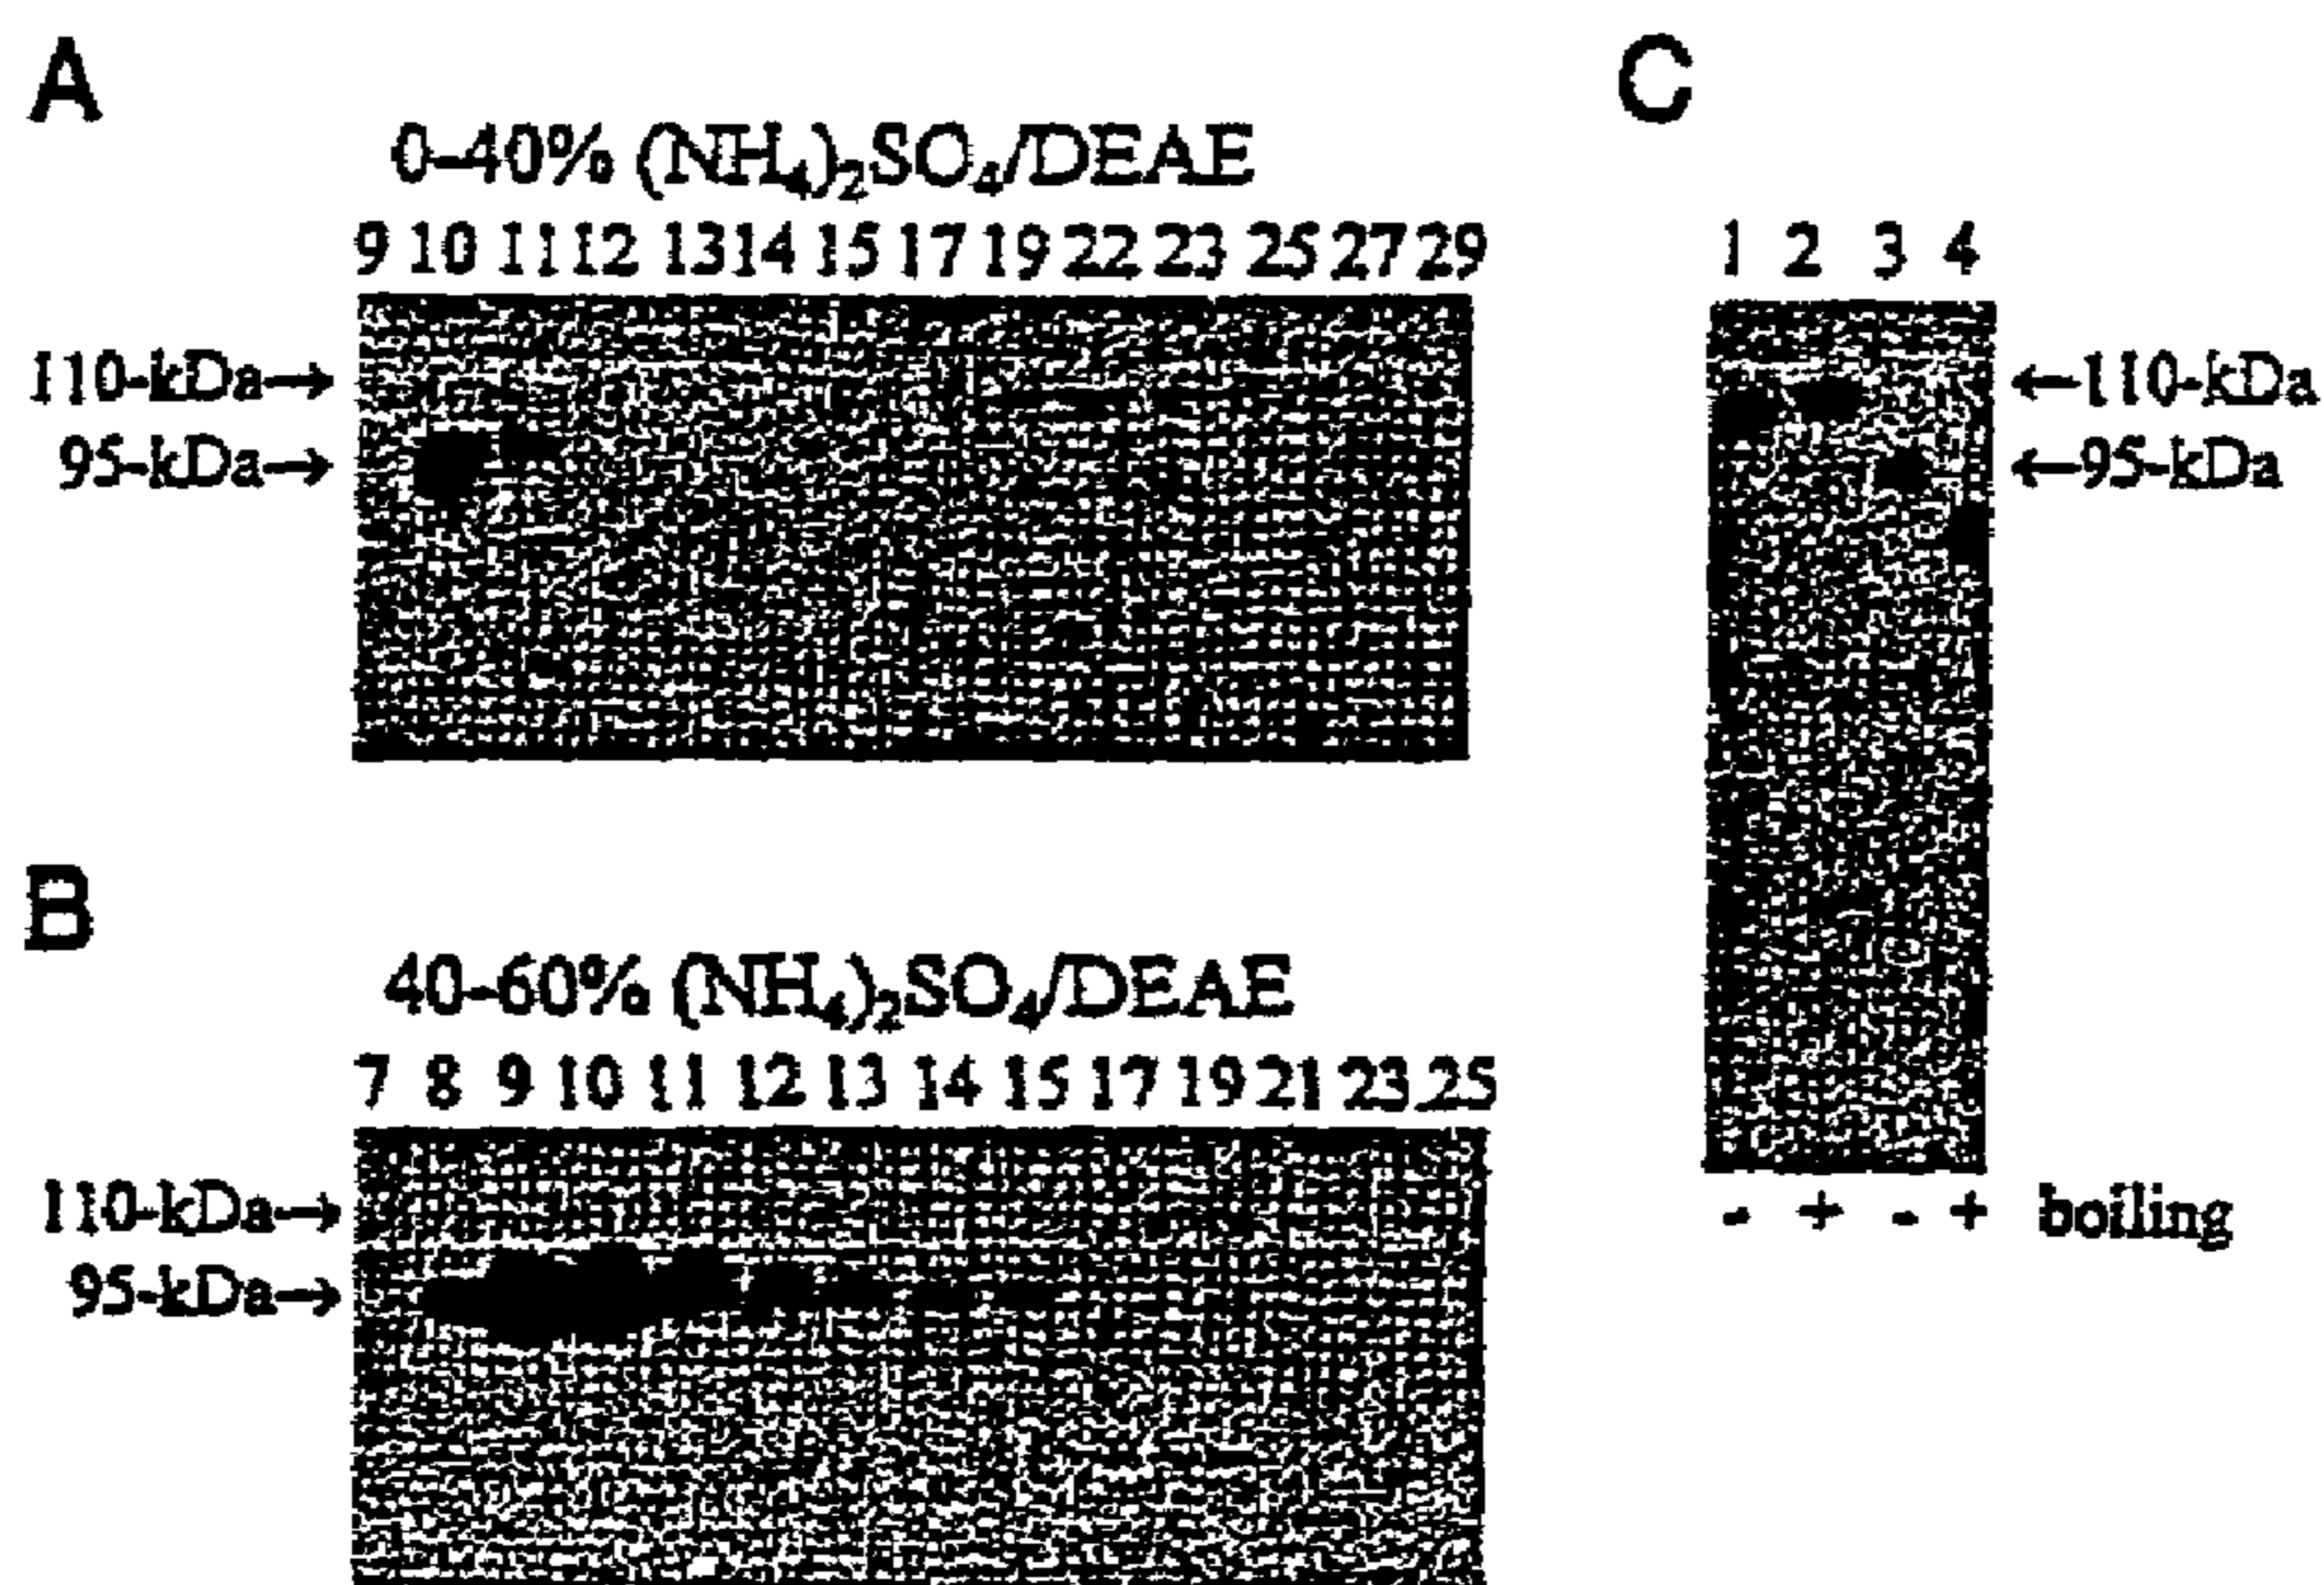 A
0-40% (NH4)2SO4/DEAE
9 10 11 12 13 14 15 17 19 22 23 25 27 29
110-kDa→
95-kDa→
B
40-60% (NH4)2SO4/DEAE
7 8 9 10 11 12 13 14 15 17 19 21 23 25
110-kDa→
95-kDa→
C
1 2 3 4
←110-kDa
←95-kDa
- + - + boiling